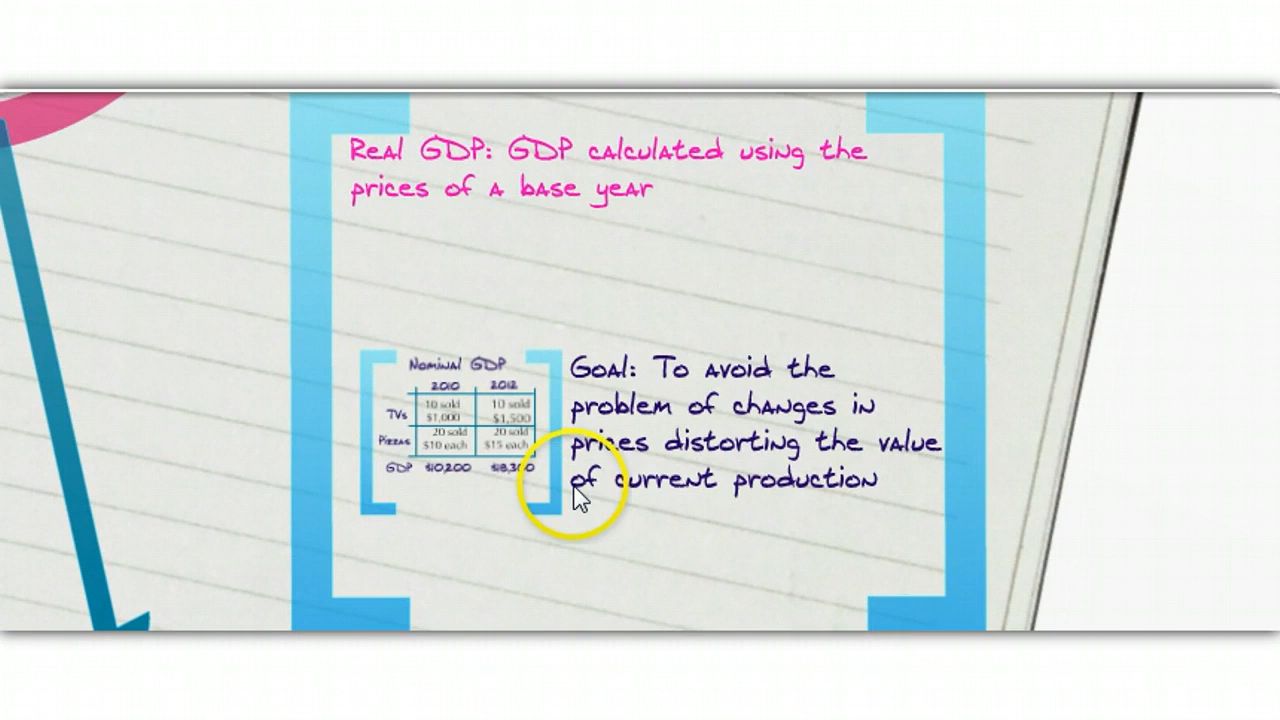 Real GDP: GDP calculated using the
prices of a base year
Nominal GDP
2010 2012
TVs 10 sold 10 sold
$1,000 $1,500
Pizzas 20 sold 20 sold
$10 each $15 each
GDP $10,200
Goal: To avoid the
problem of changes in
prices distorting the value
of current production